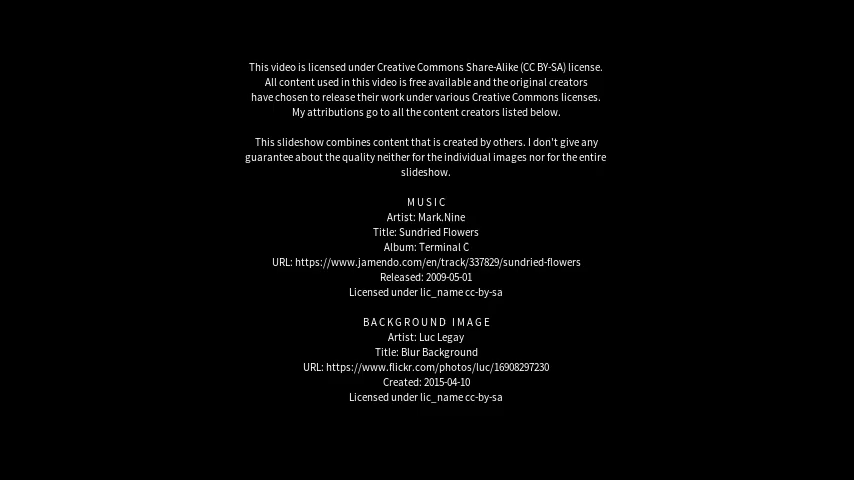 This video is licensed under Creative Commons Share-Alike (CC BY-SA) license.
All content used in this video is free available and the original creators
have chosen to release their work under various Creative Commons licenses.
My attributions go to all the content creators listed below.
This slideshow combines content that is created by others. I don't give any
guarantee about the quality neither for the individual images nor for the entire
slideshow.
MUSIC
Artist: Mark.Nine
Title: Sundried Flowers
Album: Terminal C
URL: https://www.jamendo.com/en/track/337829/sundried-flowers
Released: 2009-05-01
Licensed under lic_name cc-by-sa
BACKGROUND IMAGE
Artist: Luc Legay
Title: Blur Background
URL: https://www.flickr.com/photos/luc/16908297230
Created: 2015-04-10
Licensed under lic_name cc-by-sa